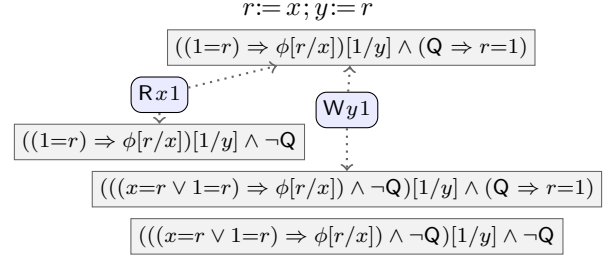 r:= x; y:= r
((1=r) ⇒ ϕ[r/x])[1/y] ∧ (Q ⇒ r=1)
Rx1
Wy1
((1=r) ⇒ ϕ[r/x])[1/y] ∧ ¬Q
(((x=r ∨ 1=r) ⇒ ϕ[r/x]) ∧ ¬Q)[1/y] ∧ (Q ⇒ r=1)
(((x=r ∨ 1=r) ⇒ ϕ[r/x]) ∧ ¬Q)[1/y] ∧ ¬Q